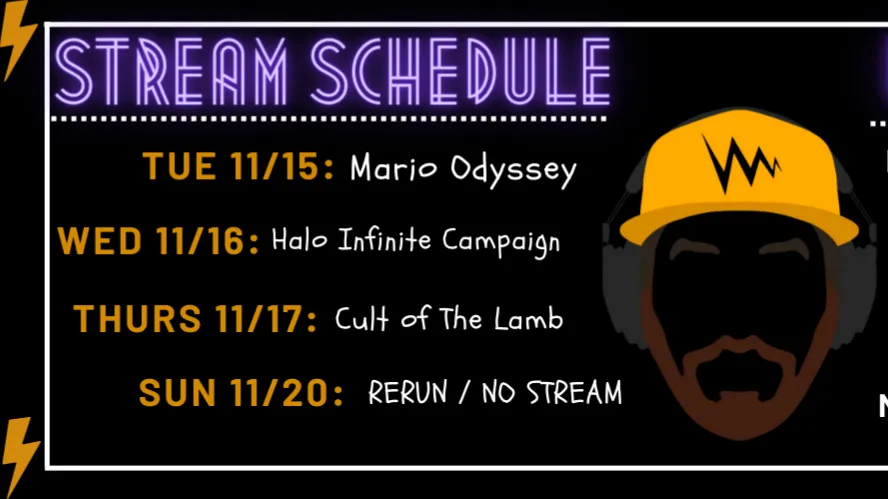 STREAM SCHEDULE
TUE 11/15: Mario Odyssey
WED 11/16: Halo Infinite Campaign
THURS 11/17: Cult of The Lamb
SUN 11/20: RERUN / NO STREAM